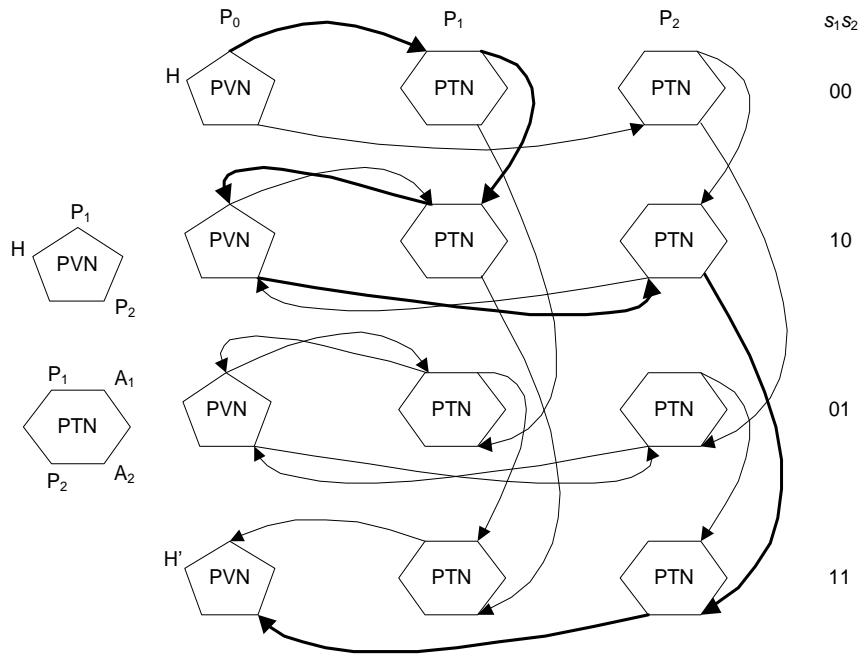 P₀ P₁ P₂ s₁s₂
H PVN PTN PTN 00
PVN PTN PTN 10
P₁
H PVN
P₂
PVN PTN PTN 01
P₁ A₁
PTN
P₂ A₂
H' PVN PTN PTN 11